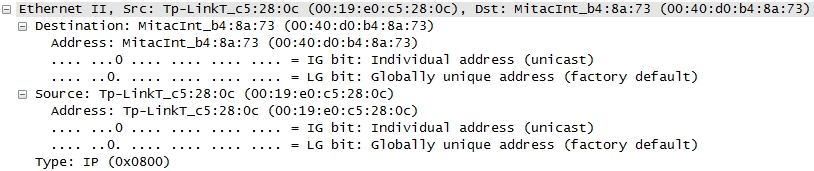 Ethernet II, Src: Tp-LinkT_c5:28:0c (00:19:e0:c5:28:0c), Dst: MitacInt_b4:8a:73 (00:40:d0:b4:8a:73)
Destination: MitacInt_b4:8a:73 (00:40:d0:b4:8a:73)
Address: MitacInt_b4:8a:73 (00:40:d0:b4:8a:73)
.... ...0 .... .... .... .... = IG bit: Individual address (unicast)
.... ..0. .... .... .... .... = LG bit: Globally unique address (factory default)
Source: Tp-LinkT_c5:28:0c (00:19:e0:c5:28:0c)
Address: Tp-LinkT_c5:28:0c (00:19:e0:c5:28:0c)
.... ...0 .... .... .... .... = IG bit: Individual address (unicast)
.... ..0. .... .... .... .... = LG bit: Globally unique address (factory default)
Type: IP (0x0800)